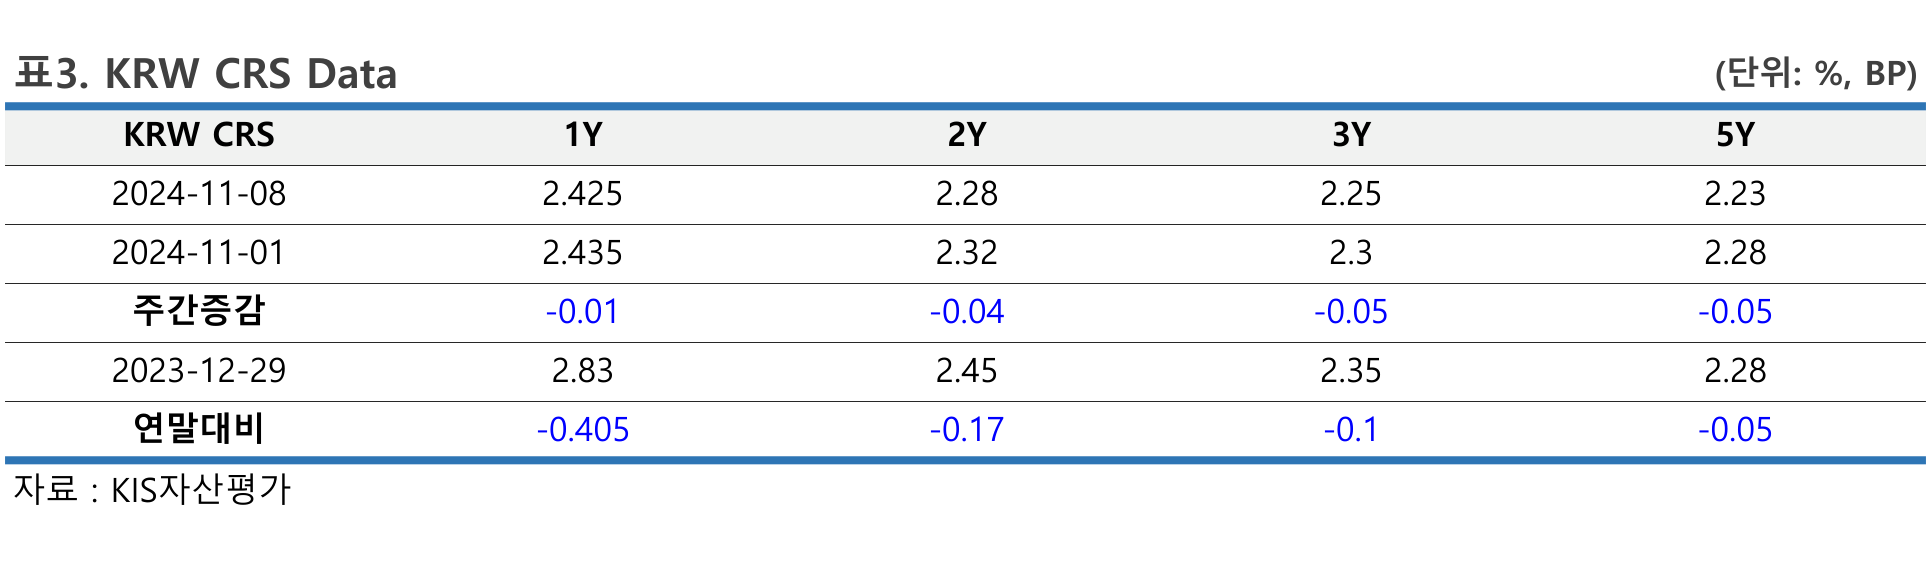 표3. KRW CRS Data (단위: %, BP)
KRW CRS 1Y 2Y 3Y 5Y
2024-11-08 2.425 2.28 2.25 2.23
2024-11-01 2.435 2.32 2.3 2.28
주간증감 -0.01 -0.04 -0.05 -0.05
2023-12-29 2.83 2.45 2.35 2.28
연말대비 -0.405 -0.17 -0.1 -0.05
자료 : KIS자산평가